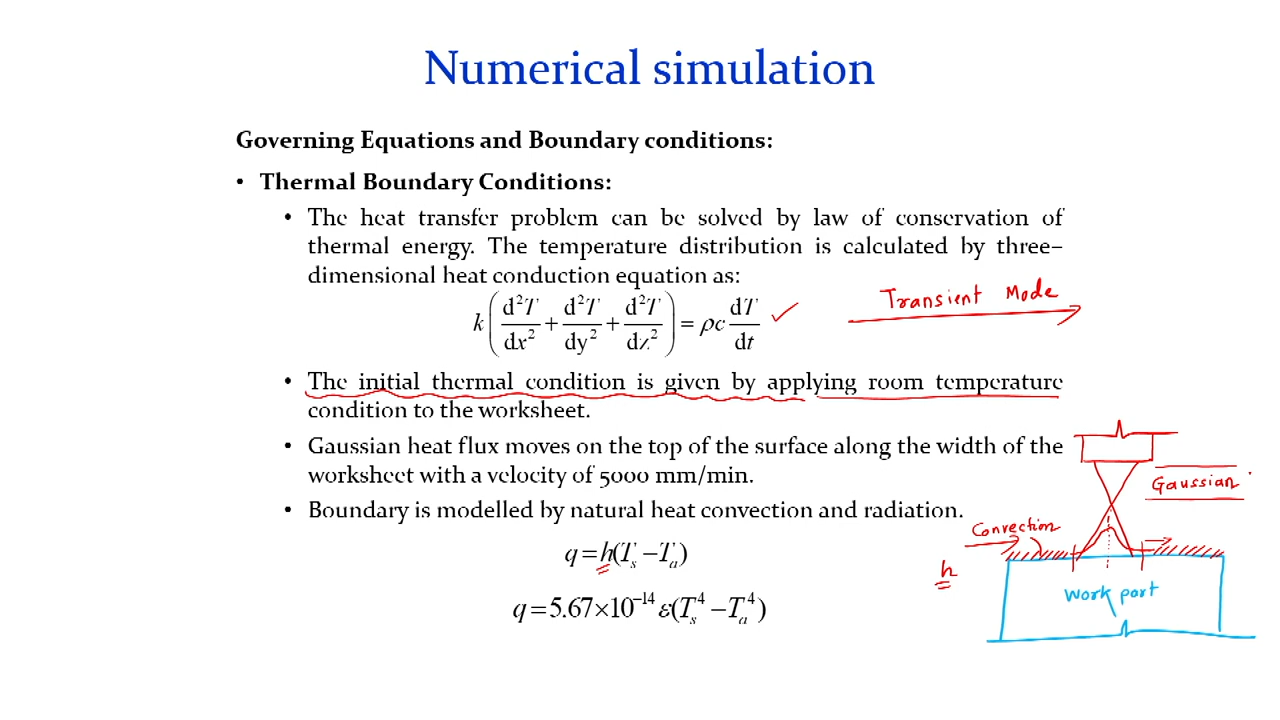 Numerical simulation
Governing Equations and Boundary conditions:
• Thermal Boundary Conditions:
• The heat transfer problem can be solved by law of conservation of
thermal energy. The temperature distribution is calculated by three–
dimensional heat conduction equation as:
k(d²T/dx² + d²T/dy² + d²T/dz²) = ρc dT/dt
Transient Mode
• The initial thermal condition is given by applying room temperature
condition to the worksheet.
• Gaussian heat flux moves on the top of the surface along the width of the
worksheet with a velocity of 5000 mm/min.
• Boundary is modelled by natural heat convection and radiation.
q = h(Tₛ − Tₐ)
q = 5.67×10⁻¹⁴ ε(Tₛ⁴ − Tₐ⁴)
Gaussian
Convection
h
Work part